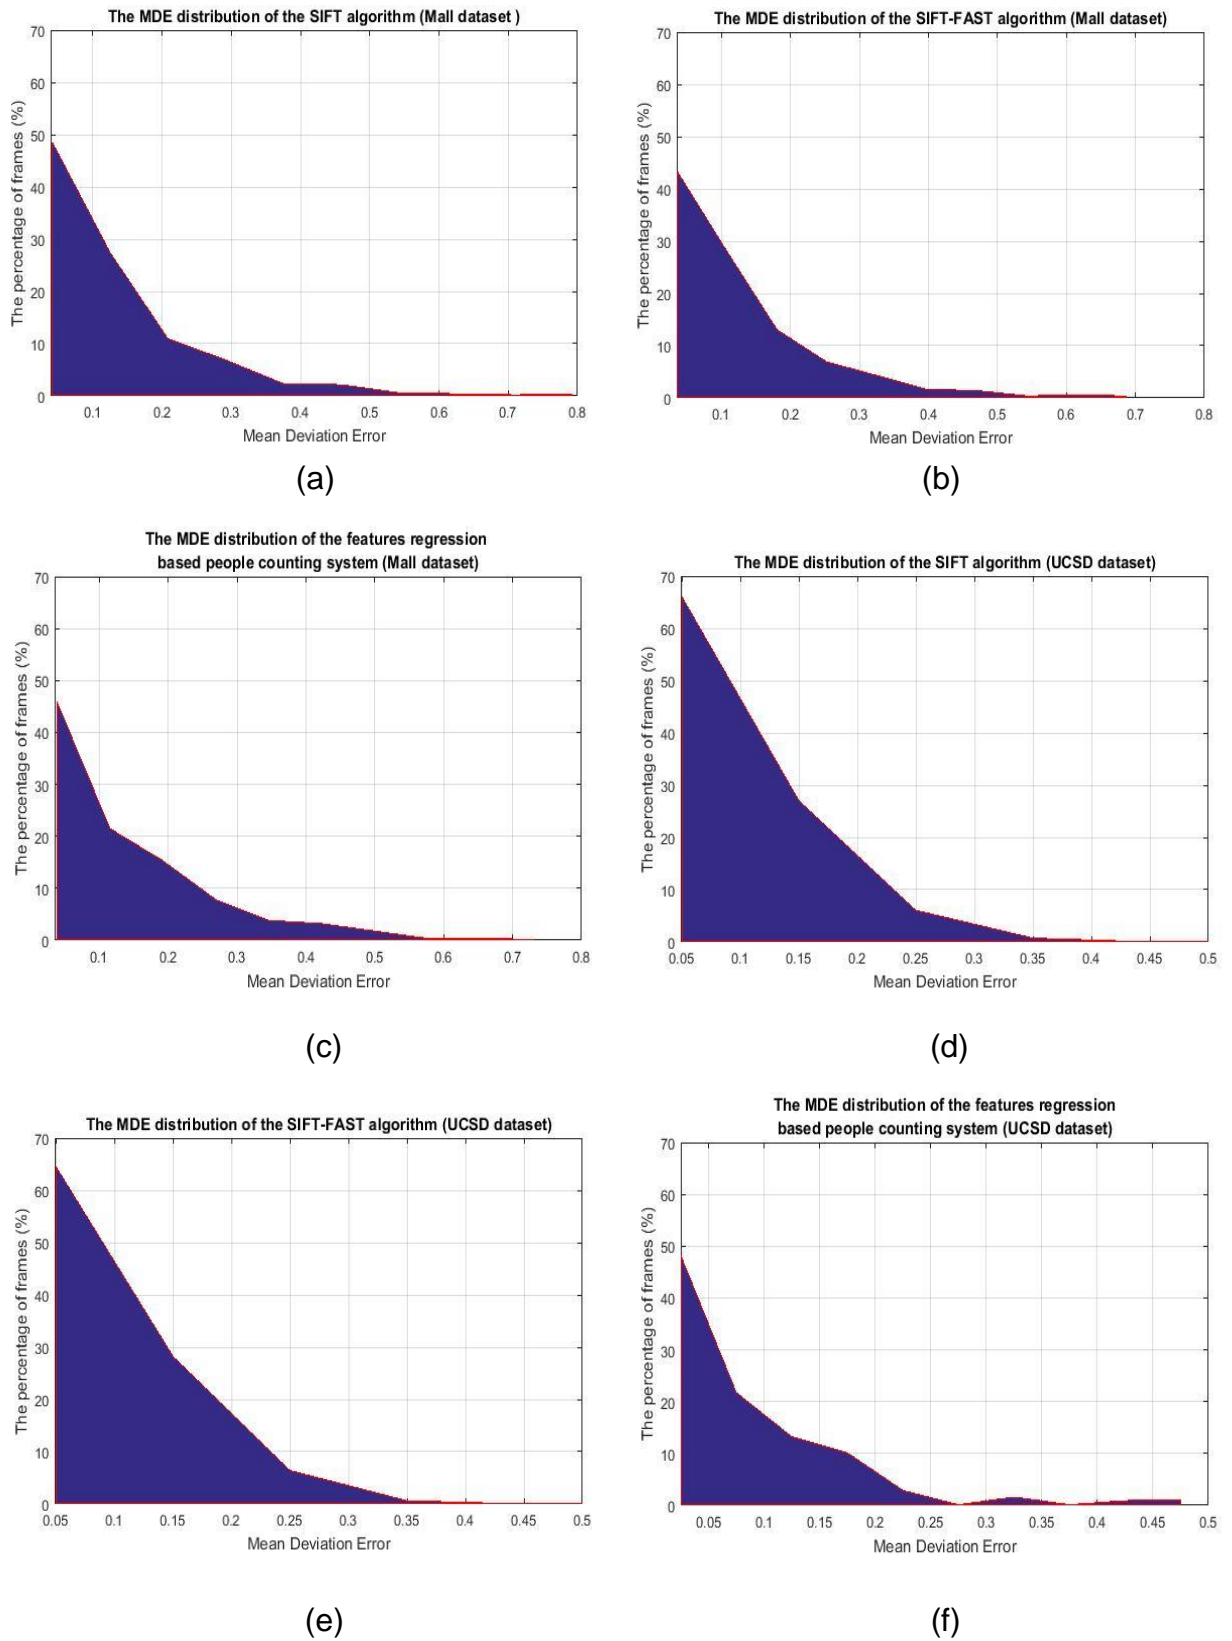 The MDE distribution of the SIFT algorithm (Mall dataset )
The percentage of frames (%)
70
60
50
40
30
20
10
0
0.1 0.2 0.3 0.4 0.5 0.6 0.7 0.8
Mean Deviation Error
(a)
The MDE distribution of the SIFT-FAST algorithm (Mall dataset)
The percentage of frames (%)
70
60
50
40
30
20
10
0
0.1 0.2 0.3 0.4 0.5 0.6 0.7 0.8
Mean Deviation Error
(b)
The MDE distribution of the features regression
based people counting system (Mall dataset)
The percentage of frames (%)
70
60
50
40
30
20
10
0
0.1 0.2 0.3 0.4 0.5 0.6 0.7 0.8
Mean Deviation Error
(c)
The MDE distribution of the SIFT algorithm (UCSD dataset)
The percentage of frames (%)
70
60
50
40
30
20
10
0
0.05 0.1 0.15 0.2 0.25 0.3 0.35 0.4 0.45 0.5
Mean Deviation Error
(d)
The MDE distribution of the SIFT-FAST algorithm (UCSD dataset)
The percentage of frames (%)
70
60
50
40
30
20
10
0
0.05 0.1 0.15 0.2 0.25 0.3 0.35 0.4 0.45 0.5
Mean Deviation Error
(e)
The MDE distribution of the features regression
based people counting system (UCSD dataset)
The percentage of frames (%)
70
60
50
40
30
20
10
0
0.05 0.1 0.15 0.2 0.25 0.3 0.35 0.4 0.45 0.5
Mean Deviation Error
(f)